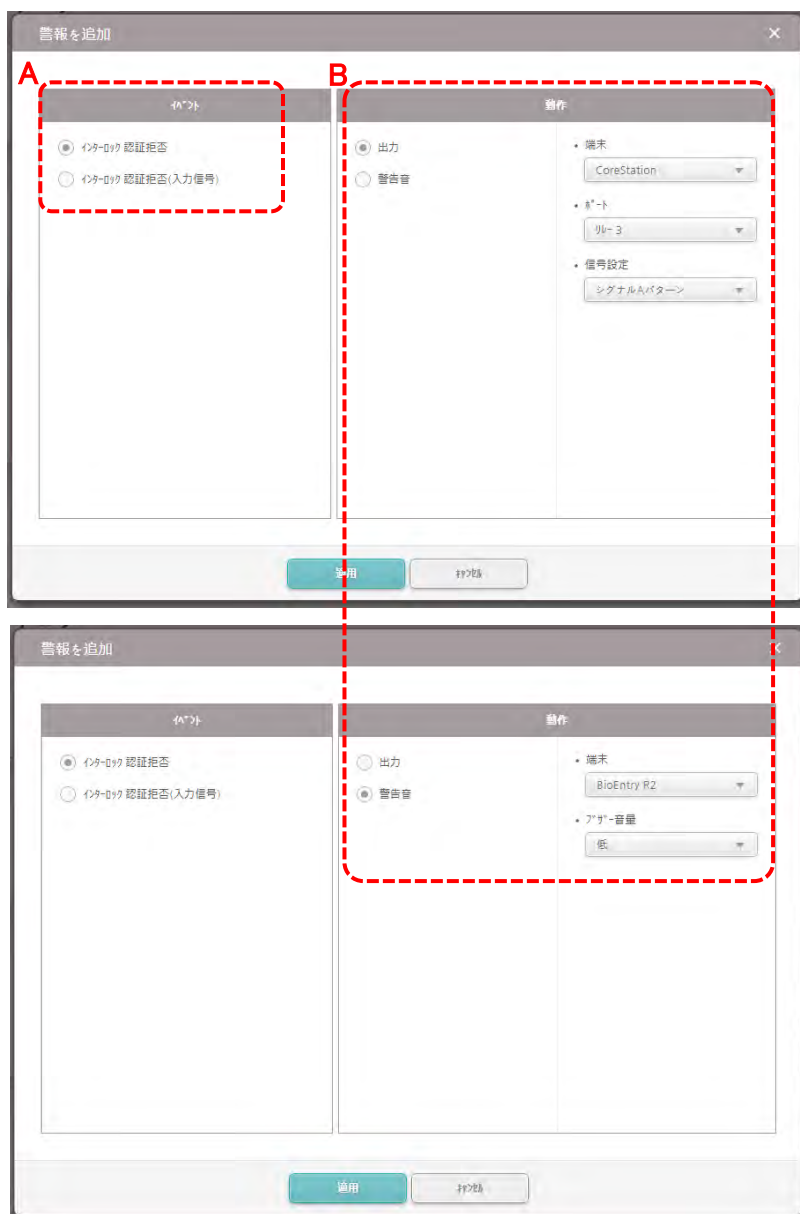 警報を追加
×
A
B
ｲﾍﾞﾝﾄ
動作
ｲﾝﾀｰﾛｯｸ 認証拒否
ｲﾝﾀｰﾛｯｸ 認証拒否(入力信号)
出力
警告音
• 端末
CoreStation
• ﾎﾟｰﾄ
ﾘﾚｰ 3
• 信号設定
シグナルAパターン
適用
ｷｬﾝｾﾙ
警報を追加
×
ｲﾍﾞﾝﾄ
動作
ｲﾝﾀｰﾛｯｸ 認証拒否
ｲﾝﾀｰﾛｯｸ 認証拒否(入力信号)
出力
警告音
• 端末
BioEntry R2
• ﾌﾞｻﾞｰ音量
低
適用
ｷｬﾝｾﾙ